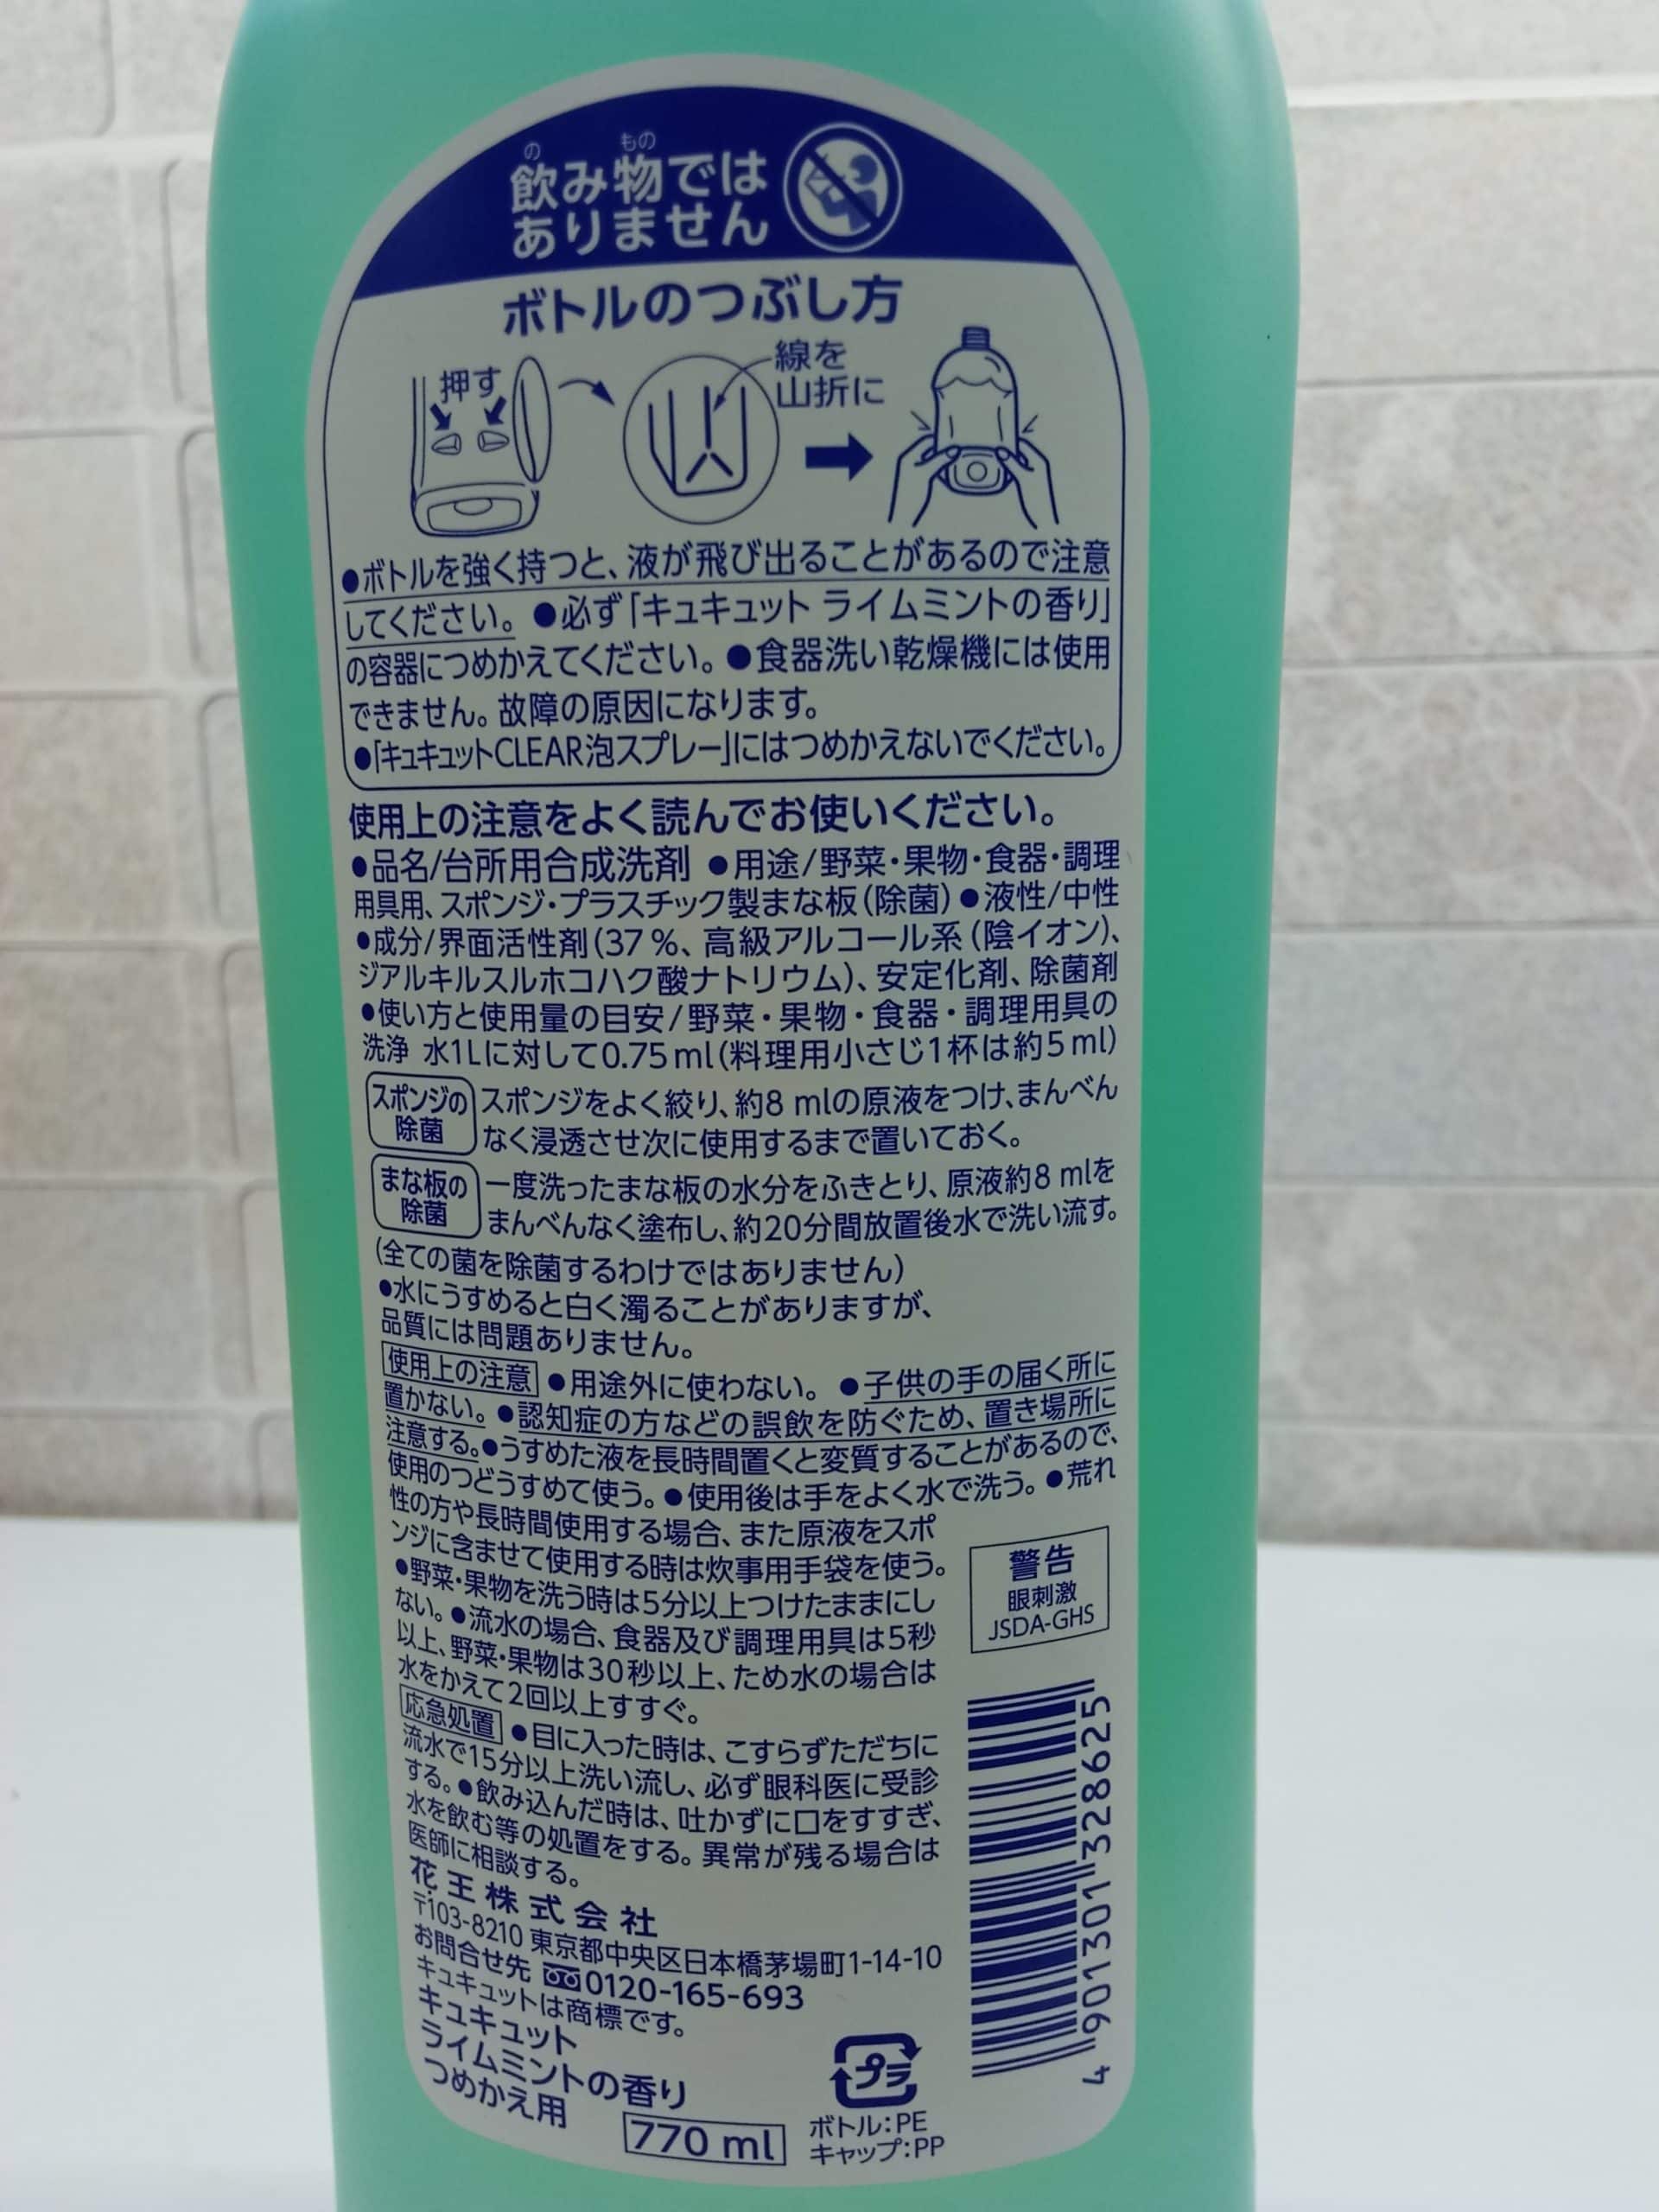 飲み物では
ありません
ボトルのつぶし方
押す
線を
山折に
●ボトルを強く持つと、液が飛び出ることがあるので注意
してください。 ●必ず「キュキュット ライムミントの香り」
の容器につめかえてください。●食器洗い乾燥機には使用
できません。故障の原因になります。
●「キュキュットCLEAR泡スプレー」にはつめかえないでください。
使用上の注意をよく読んでお使いください。
●品名/台所用合成洗剤 ●用途/野菜・果物・食器・調理
用具用、スポンジ・プラスチック製まな板(除菌) ●液性/中性
●成分/界面活性剤(37％、高級アルコール系(陰イオン)、
ジアルキルスルホコハク酸ナトリウム)、安定化剤、除菌剤
●使い方と使用量の目安/野菜・果物・食器・調理用具の
洗浄 水1Lに対して0.75ml(料理用小さじ1杯は約5ml)
スポンジの
除菌
スポンジをよく絞り、約8 mlの原液をつけ、まんべん
なく浸透させ次に使用するまで置いておく。
まな板の
除菌
一度洗ったまな板の水分をふきとり、原液約8 mlを
まんべんなく塗布し、約20分間放置後水で洗い流す。
(全ての菌を除菌するわけではありません)
●水にうすめると白く濁ることがありますが、
品質には問題ありません。
使用上の注意 ●用途外に使わない。 ●子供の手の届く所に
置かない。●認知症の方などの誤飲を防ぐため、置き場所に
注意する。●うすめた液を長時間置くと変質することがあるので、
使用のつどうすめて使う。●使用後は手をよく水で洗う。●荒れ
性の方や長時間使用する場合、また原液をスポ
ンジに含ませて使用する時は炊事用手袋を使う。
●野菜・果物を洗う時は5分以上つけたままにし
ない。●流水の場合、食器及び調理用具は5秒
以上、野菜・果物は30秒以上、ため水の場合は
水をかえて2回以上すすぐ。
警告
眼刺激
JSDA-GHS
応急処置 ●目に入った時は、こすらずただちに
流水で15分以上洗い流し、必ず眼科医に受診
する。●飲み込んだ時は、吐かずに口をすすぎ、
水を飲む等の処置をする。異常が残る場合は
医師に相談する。
花王株式会社
〒103-8210 東京都中央区日本橋茅場町1-14-10
お問合せ先 0120-165-693
キュキュットは商標です。
キュキュット
ライムミントの香り
つめかえ用
770 ml
プラ
ボトル:PE
キャップ:PP
4 901301 328625